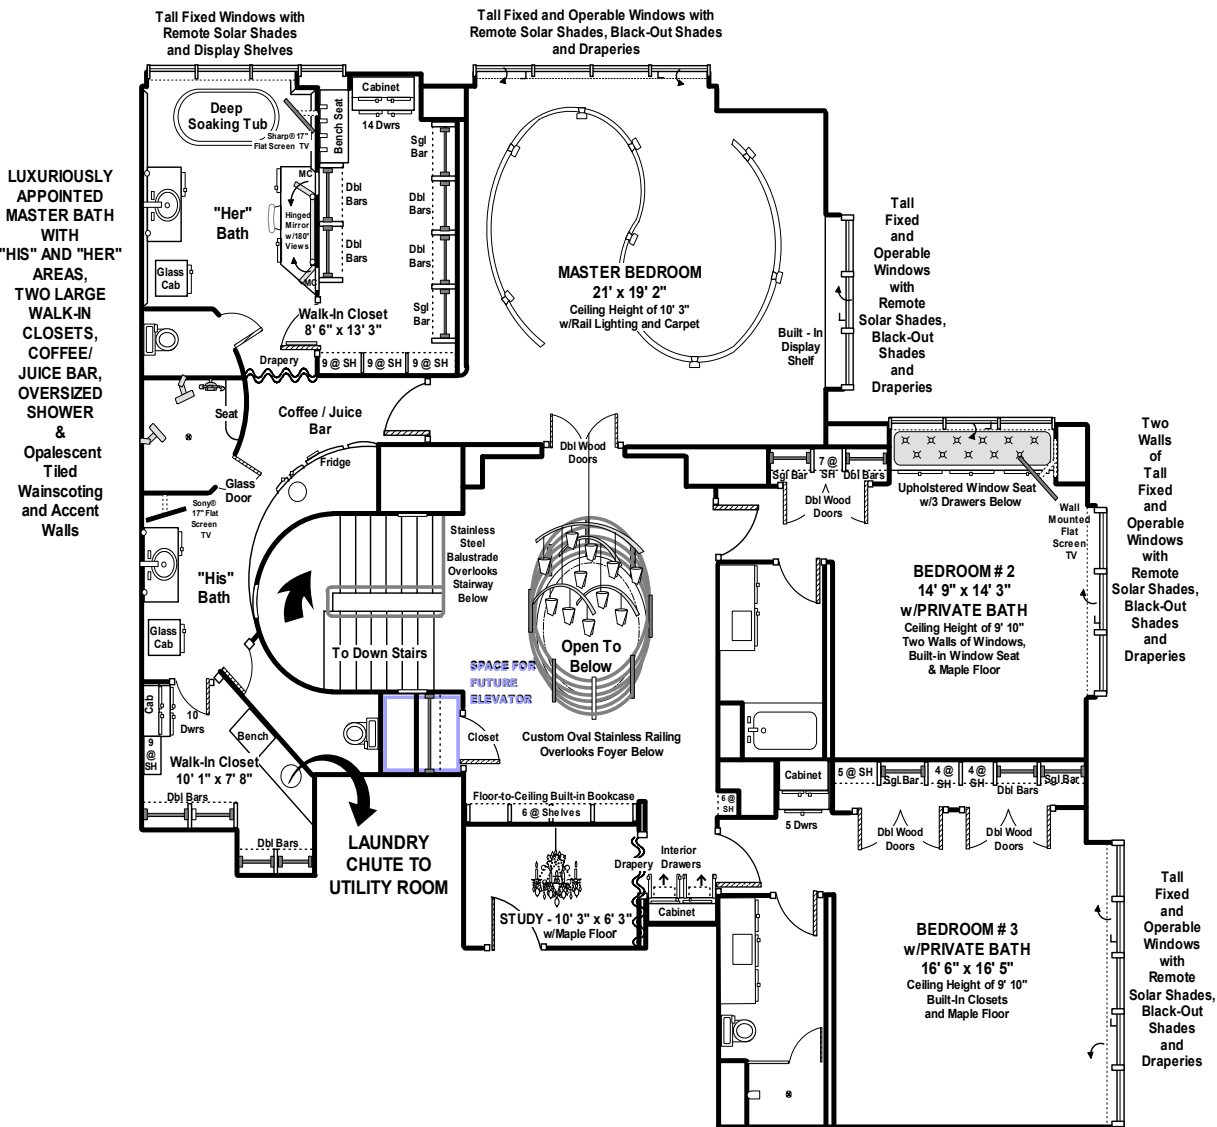 Tall Fixed Windows with
Remote Solar Shades
and Display Shelves
Tall Fixed and Operable Windows with
Remote Solar Shades, Black-Out Shades
and Draperies
LUXURIOUSLY
APPOINTED
MASTER BATH
WITH
"HIS" AND "HER"
AREAS,
TWO LARGE
WALK-IN
CLOSETS,
COFFEE/
JUICE BAR,
OVERSIZED
SHOWER
&
Opalescent
Tiled
Wainscoting
and Accent
Walls
Deep
Soaking Tub
Sharp® 17"
Flat Screen TV
Bench Seat
Cabinet
14 Dwrs
Sgl
Bar
MC
Dbl
Bars
Dbl
Bars
"Her"
Bath
Hinged
Mirror
w/180°
Views
MC
Dbl
Bars
Dbl
Bars
Glass
Cab
Sgl
Bar
Walk-In Closet
8' 6" x 13' 3"
9 @ SH
9 @ SH
9 @ SH
Drapery
MASTER BEDROOM
21' x 19' 2"
Ceiling Height of 10' 3"
w/Rail Lighting and Carpet
Built - In
Display
Shelf
Tall
Fixed
and
Operable
Windows
with
Remote
Solar Shades,
Black-Out
Shades
and
Draperies
Seat
Coffee / Juice
Bar
Fridge
Glass
Door
Sony®
17" Flat
Screen
TV
Dbl Wood
Doors
Sgl Bar
7 @
SH
Dbl Bars
Dbl Wood
Doors
Upholstered Window Seat
w/3 Drawers Below
Wall
Mounted
Flat
Screen
TV
Two
Walls
of
Tall
Fixed
and
Operable
Windows
with
Remote
Solar Shades,
Black-Out
Shades
and
Draperies
Stainless
Steel
Balustrade
Overlooks
Stairway
Below
"His"
Bath
Glass
Cab
To Down Stairs
Open To
Below
SPACE FOR
FUTURE
ELEVATOR
BEDROOM # 2
14' 9" x 14' 3"
w/PRIVATE BATH
Ceiling Height of 9' 10"
Two Walls of Windows,
Built-in Window Seat
& Maple Floor
Cab
10
Dwrs
9
@
SH
Bench
Walk-In Closet
10' 1" x 7' 8"
Dbl Bars
Dbl Bars
Closet
Custom Oval Stainless Railing
Overlooks Foyer Below
LAUNDRY
CHUTE TO
UTILITY ROOM
Floor-to-Ceiling Built-in Bookcase
6 @ Shelves
Drapery
Interior
Drawers
Cabinet
STUDY - 10' 3" x 6' 3"
w/Maple Floor
6 @
SH
Cabinet
5 Dwrs
5 @ SH
Sgl Bar
4 @
SH
4 @
SH
Dbl Bars
Sgl Bar
Dbl Wood
Doors
Dbl Wood
Doors
BEDROOM # 3
w/PRIVATE BATH
16' 6" x 16' 5"
Ceiling Height of 9' 10"
Built-In Closets
and Maple Floor
Tall
Fixed
and
Operable
Windows
with
Remote
Solar Shades,
Black-Out
Shades
and
Draperies